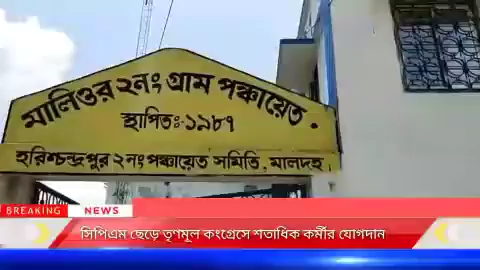 মালিওর ২নং গ্রাম পঞ্চায়েত.
স্থাপিত:-১৯৮৭
হরিশ্চন্দ্রপুর ২নং পঞ্চায়েত সমিতি, মালদহ,
BREAKING NEWS
সিপিএম ছেড়ে তৃণমূল কংগ্রেসে শতাধিক কর্মীর যোগদান